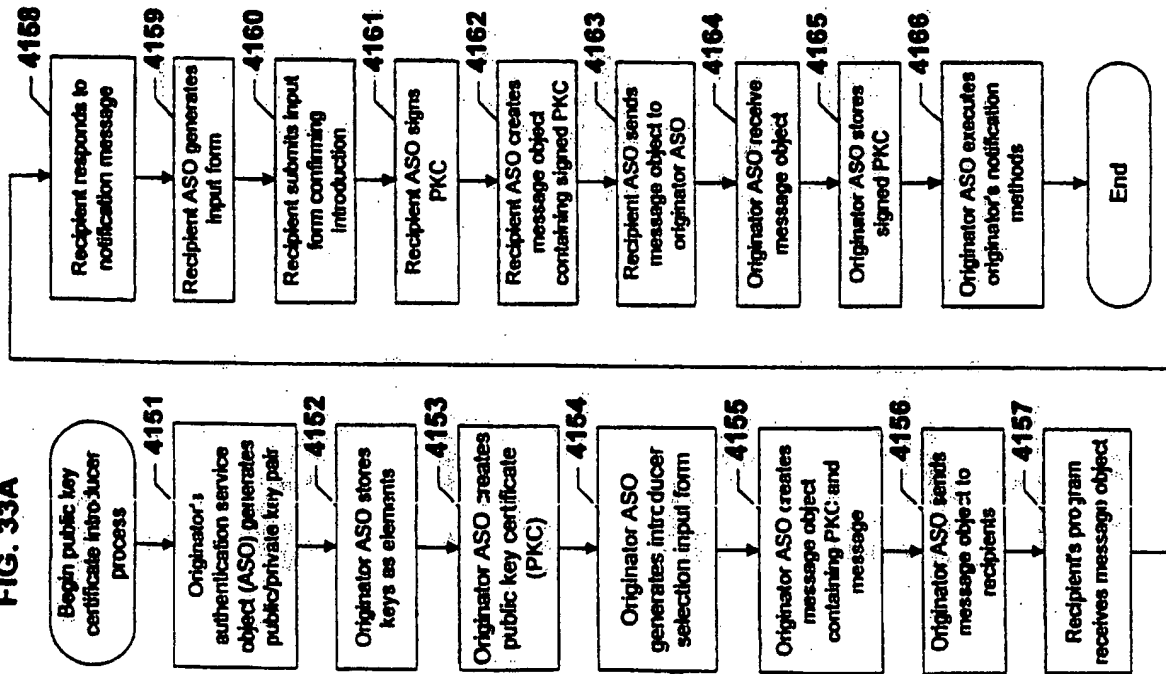 FIG. 33A
Begin public key
certificate introducer
process
4151
Originator's
authentication service
object (ASO) generates
public/private key pair
4152
Originator ASO stores
keys as elements
4153
Originator ASO creates
public key certificate
(PKC)
4154
Originator ASO
generates introducer
selection input form
4155
Originator ASO creates
message object
containing PKC and
message
4156
Originator ASO sends
message object to
recipients
4157
Recipient's program
receives message object
4158
Recipient responds to
notification message
4159
Recipient ASO generates
Input form
4160
Recipient submits input
form confirming
introduction
4161
Recipient ASO signs
PKC
4162
Recipient ASO creates
message object
containing signed PKC
4163
Recipient ASO sends
message object to
originator ASO
4164
Originator ASO receive
message object
4165
Originator ASO stores
signed PKC
4166
Originator ASO executes
originator's notification
methods
End